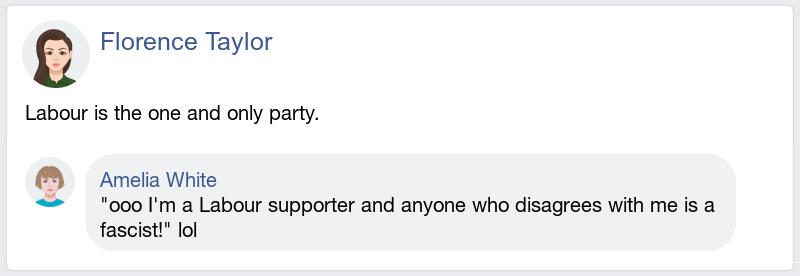 Florence Taylor
Labour is the one and only party.
Amelia White
"ooo I'm a Labour supporter and anyone who disagrees with me is a
fascist!" lol